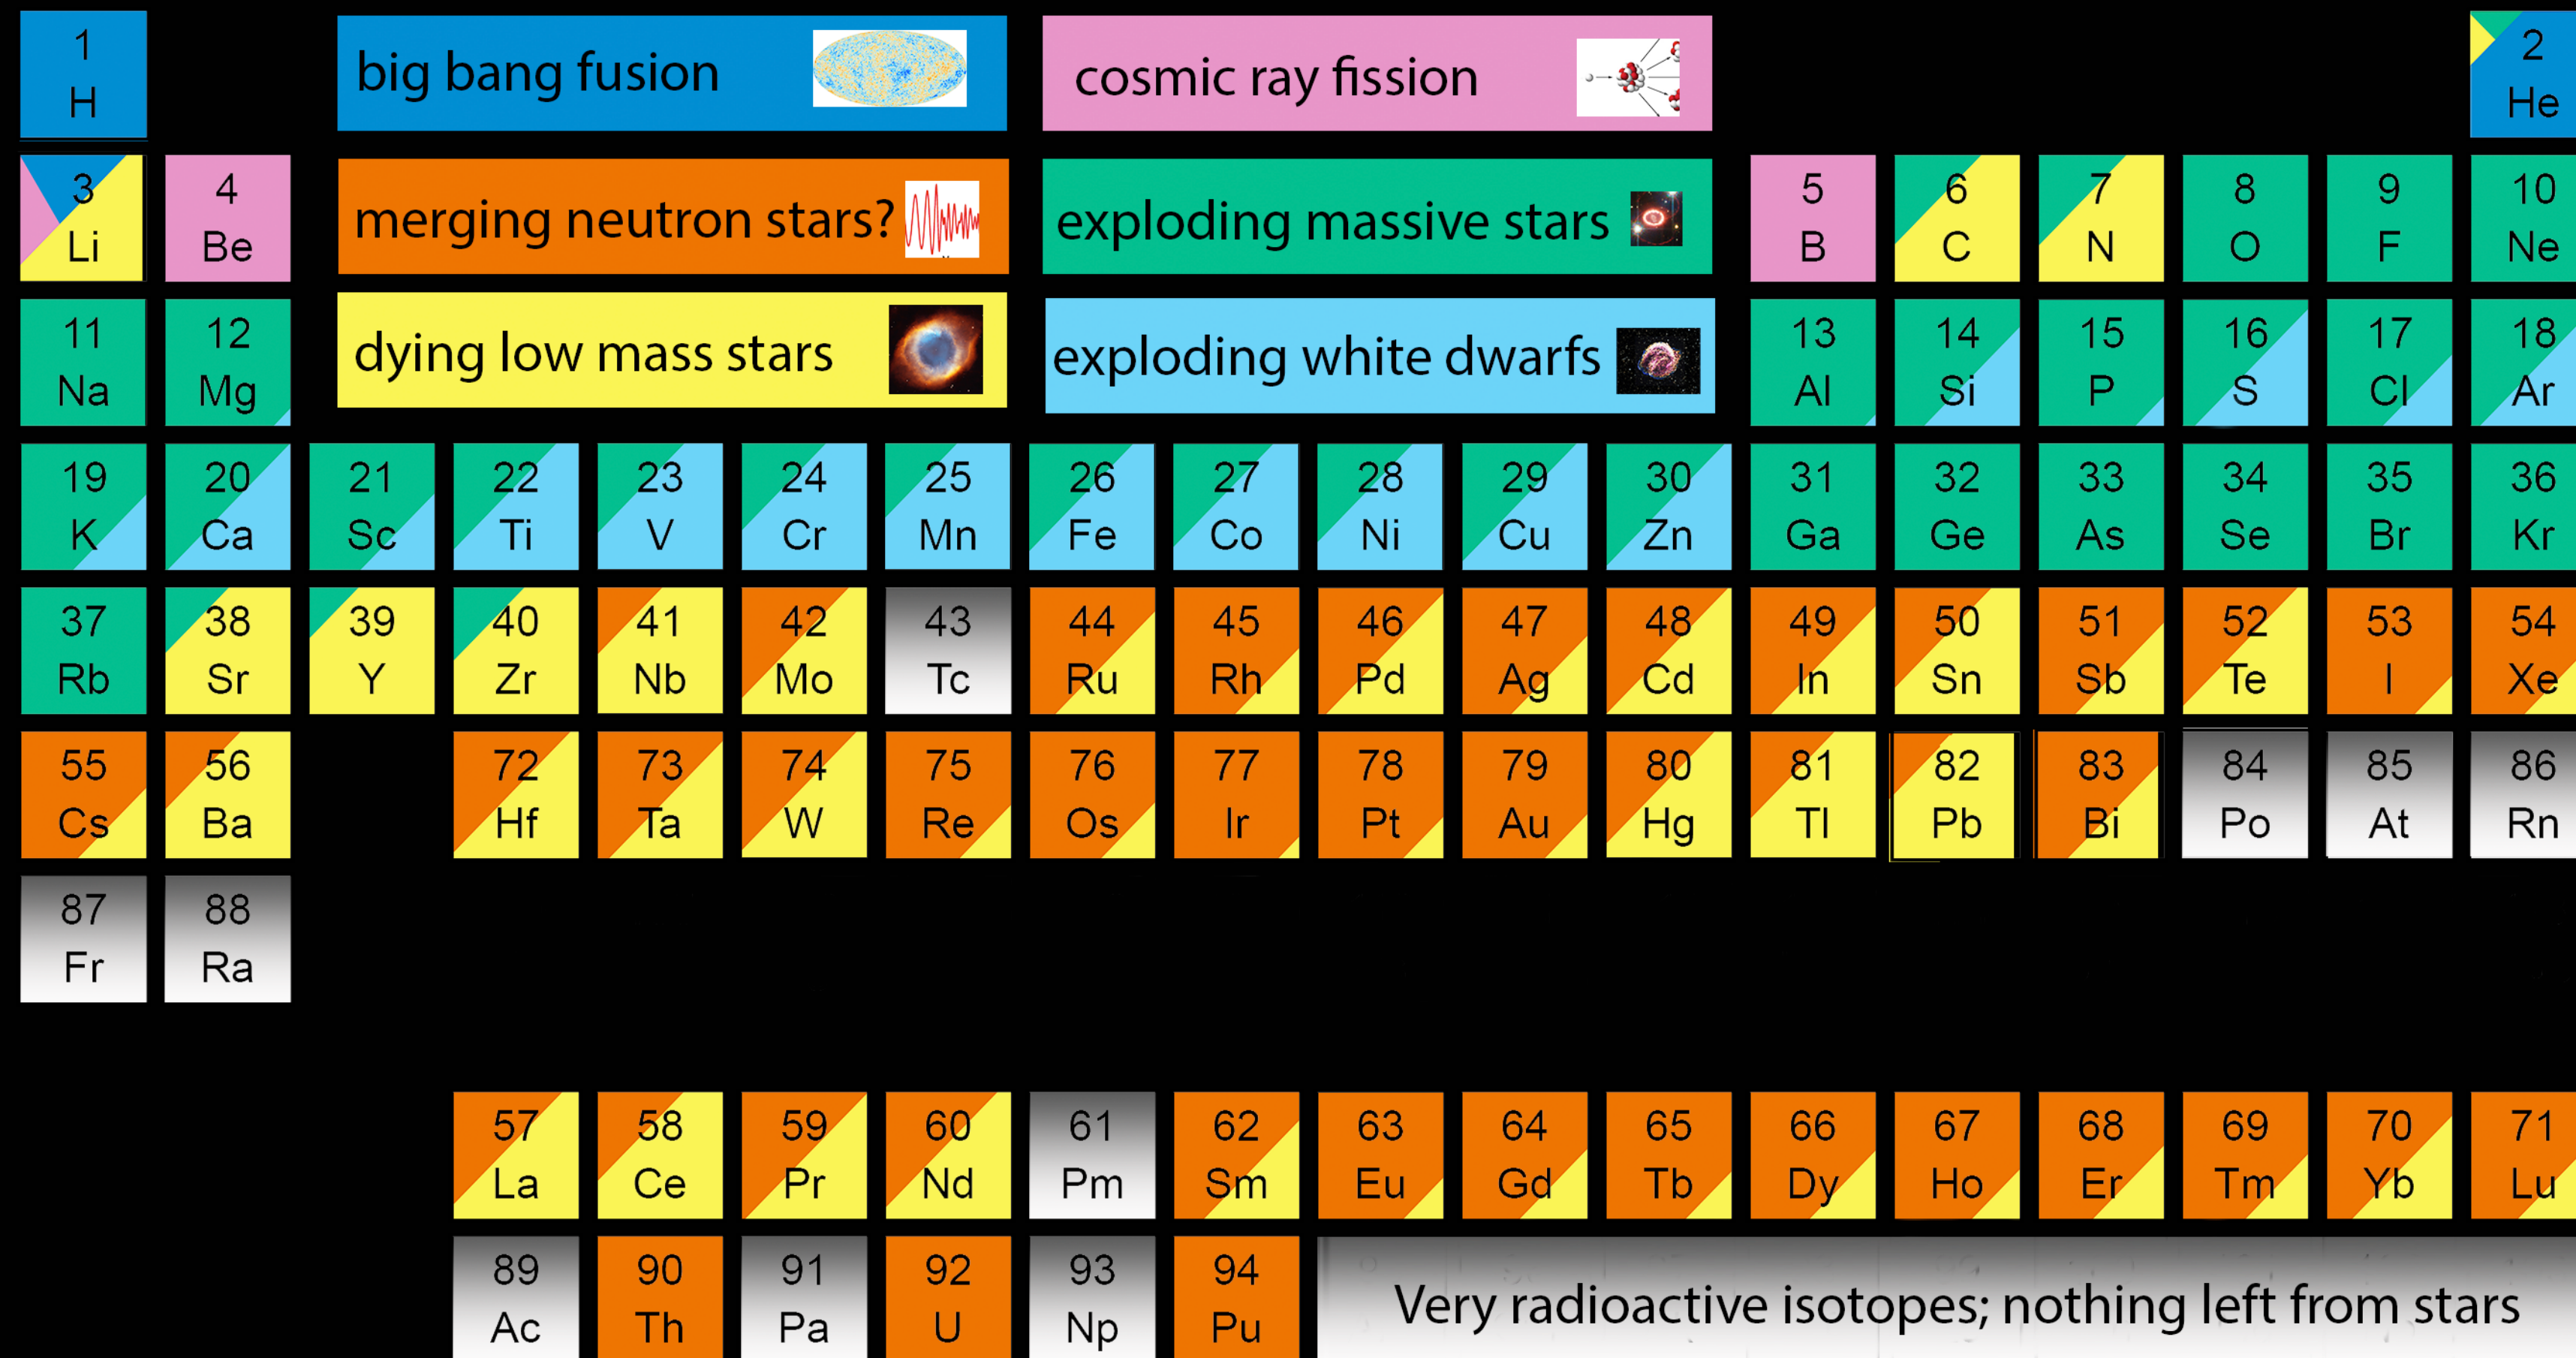 1 2
H big bang fusion cosmic ray fission He
3 4 5 6 7 8 9 10
Li Be merging neutron stars? exploding massive stars B C N O F Ne
11 12 13 14 15 16 17 18
Na Mg dying low mass stars exploding white dwarfs Al Si P S Cl Ar
19 20 21 22 23 24 25 26 27 28 29 30 31 32 33 34 35 36
K Ca Sc Ti V Cr Mn Fe Co Ni Cu Zn Ga Ge As Se Br Kr
37 38 39 40 41 42 43 44 45 46 47 48 49 50 51 52 53 54
Rb Sr Y Zr Nb Mo Tc Ru Rh Pd Ag Cd In Sn Sb Te I Xe
55 56 72 73 74 75 76 77 78 79 80 81 82 83 84 85 86
Cs Ba Hf Ta W Re Os Ir Pt Au Hg Tl Pb Bi Po At Rn
87 88
Fr Ra
57 58 59 60 61 62 63 64 65 66 67 68 69 70 71
La Ce Pr Nd Pm Sm Eu Gd Tb Dy Ho Er Tm Yb Lu
89 90 91 92 93 94
Ac Th Pa U Np Pu Very radioactive isotopes; nothing left from stars